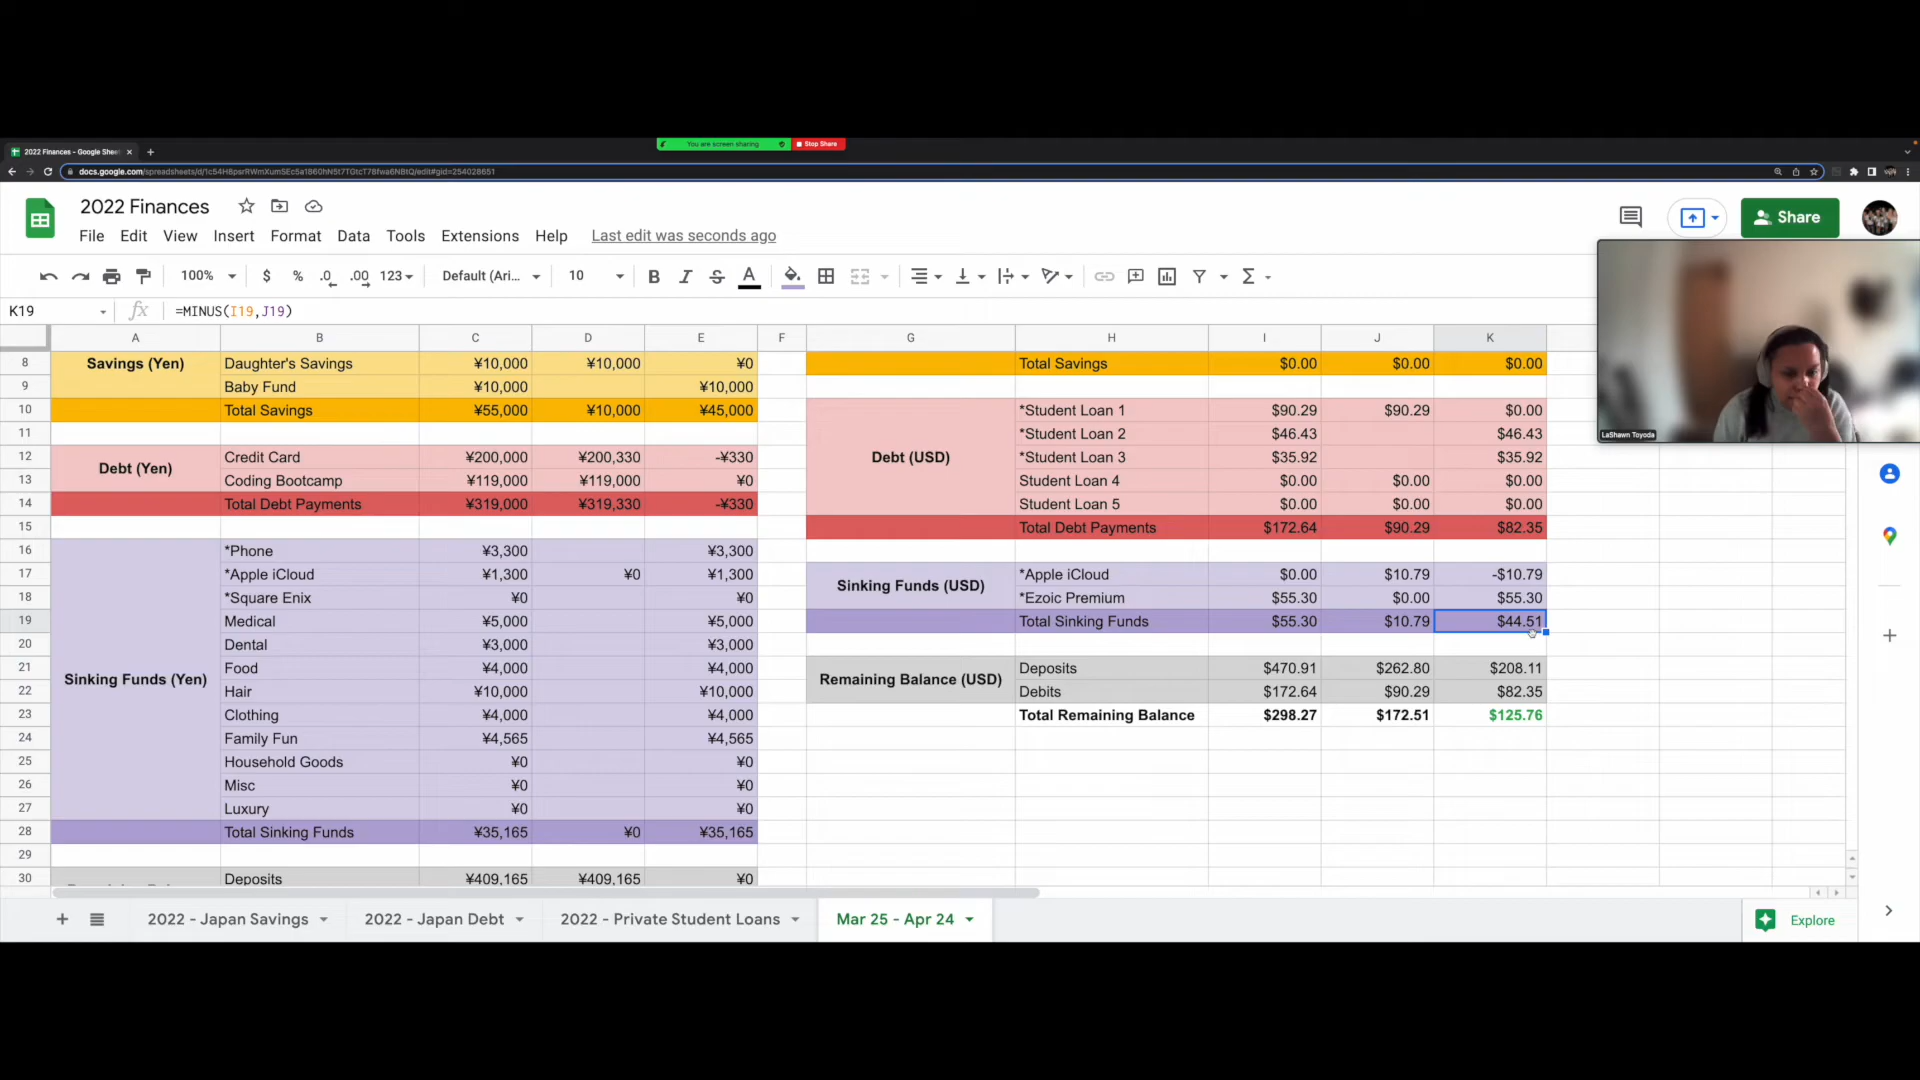 2022 Finances - Google Shee
You are screen sharing
Stop Share
2022 Finances
File Edit View Insert Format Data Tools Extensions Help Last edit was seconds ago
Share
100% $ % .0 .00 123 Default (Ari... 10 B I S A
K19 fx =MINUS(I19,J19)
LaShawn Toyoda
A B C D E F G H I J K
8 Savings (Yen) Daughter's Savings ¥10,000 ¥10,000 ¥0 Total Savings $0.00 $0.00 $0.00
9 Baby Fund ¥10,000 ¥10,000
10 Total Savings ¥55,000 ¥10,000 ¥45,000 *Student Loan 1 $90.29 $90.29 $0.00
11 *Student Loan 2 $46.43 $46.43
12 Debt (Yen) Credit Card ¥200,000 ¥200,330 -¥330 Debt (USD) *Student Loan 3 $35.92 $35.92
13 Coding Bootcamp ¥119,000 ¥119,000 ¥0 Student Loan 4 $0.00 $0.00 $0.00
14 Total Debt Payments ¥319,000 ¥319,330 -¥330 Student Loan 5 $0.00 $0.00 $0.00
15 Total Debt Payments $172.64 $90.29 $82.35
16 *Phone ¥3,300 ¥3,300
17 *Apple iCloud ¥1,300 ¥0 ¥1,300 Sinking Funds (USD) *Apple iCloud $0.00 $10.79 -$10.79
18 *Square Enix ¥0 ¥0 *Ezoic Premium $55.30 $0.00 $55.30
19 Medical ¥5,000 ¥5,000 Total Sinking Funds $55.30 $10.79 $44.51
20 Dental ¥3,000 ¥3,000
21 Food ¥4,000 ¥4,000 Remaining Balance (USD) Deposits $470.91 $262.80 $208.11
22 Sinking Funds (Yen) Hair ¥10,000 ¥10,000 Debits $172.64 $90.29 $82.35
23 Clothing ¥4,000 ¥4,000 Total Remaining Balance $298.27 $172.51 $125.76
24 Family Fun ¥4,565 ¥4,565
25 Household Goods ¥0 ¥0
26 Misc ¥0 ¥0
27 Luxury ¥0 ¥0
28 Total Sinking Funds ¥35,165 ¥0 ¥35,165
29
30 Deposits ¥409,165 ¥409,165 ¥0
2022 - Japan Savings 2022 - Japan Debt 2022 - Private Student Loans Mar 25 - Apr 24 Explore